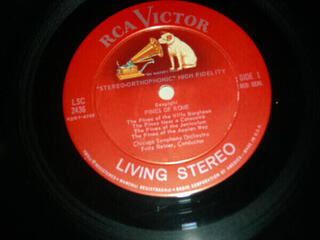 RCA VICTOR
"STEREO-ORTHOPHONIC" HIGH FIDELITY
LSC
2436
SIDE 1
Respighi
PINES OF ROME
The Pines of the Villa Borghese
The Pines Near a Catacomb
The Pines of the Janiculum
The Pines of the Appian Way
Chicago Symphony Orchestra
Fritz Reiner, Conductor
LIVING STEREO